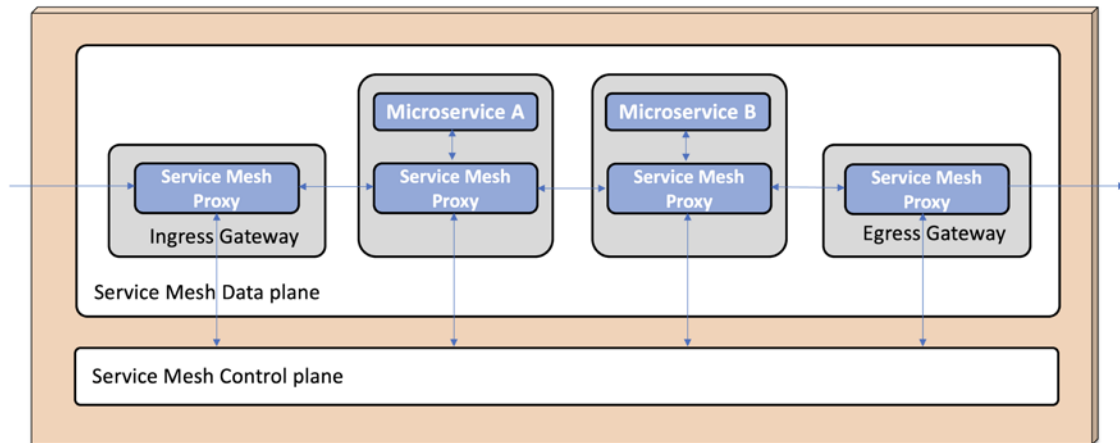 Microservice A
Microservice B
Service Mesh
Proxy
Service Mesh
Proxy
Service Mesh
Proxy
Service Mesh
Proxy
Ingress Gateway
Egress Gateway
Service Mesh Data plane
Service Mesh Control plane